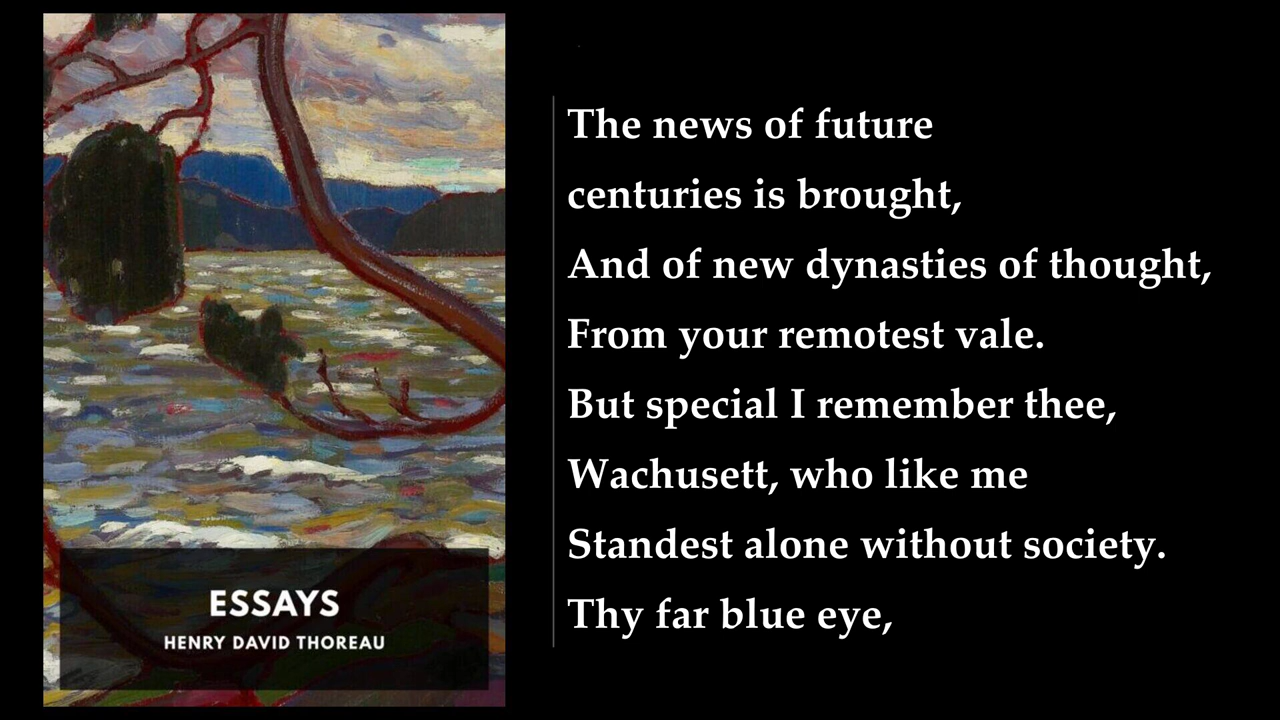 The news of future
centuries is brought,
And of new dynasties of thought,
From your remotest vale.
But special I remember thee,
Wachusett, who like me
Standest alone without society.
Thy far blue eye,
ESSAYS
HENRY DAVID THOREAU